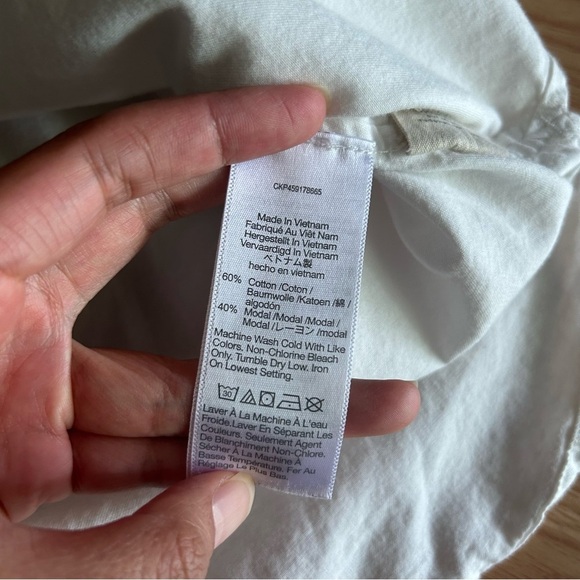 CKP459178665
Made In Vietnam
Fabriqué Au Viêt Nam
Hergestellt In Vietnam
Vervaardigd In Vietnam
ベトナム製
hecho en vietnam
60% Cotton /Coton /
Baumwolle /Katoen /綿 /
algodón
40% Modal /Modal /Modal /
Modal /レーヨン /modal
Machine Wash Cold With Like
Colors. Non-Chlorine Bleach
Only. Tumble Dry Low. Iron
On Lowest Setting.
30
Laver À La Machine À L'eau
Froide.Laver En Séparant Les
Couleurs. Seulement Agent
De Blanchiment Non-Chlore.
Sécher À La Machine Au
Basse Température. Fer Au
Réglage Le Plus Bas.